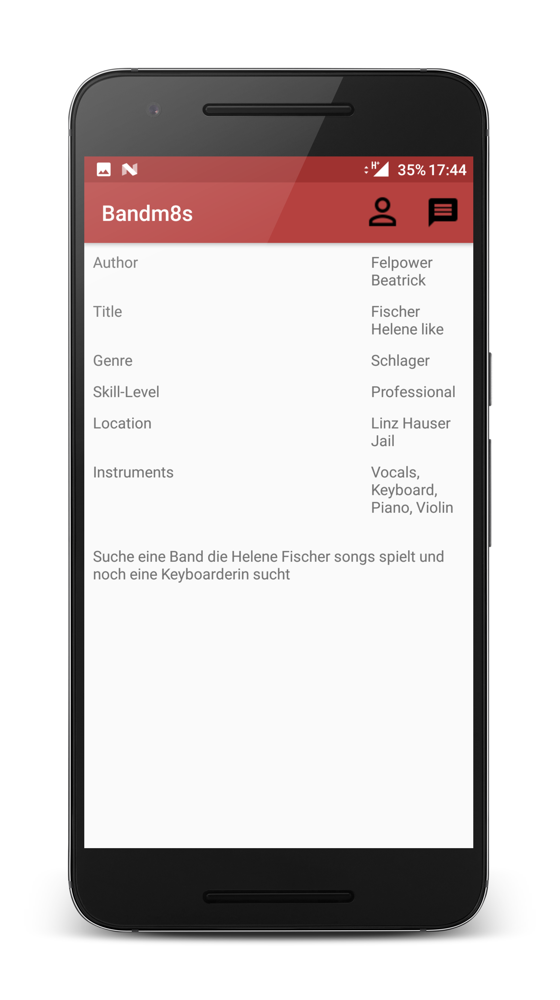 H+ 35% 17:44
Bandm8s
Author Felpower
Beatrick
Title Fischer
Helene like
Genre Schlager
Skill-Level Professional
Location Linz Hauser
Jail
Instruments Vocals,
Keyboard,
Piano, Violin
Suche eine Band die Helene Fischer songs spielt und
noch eine Keyboarderin sucht